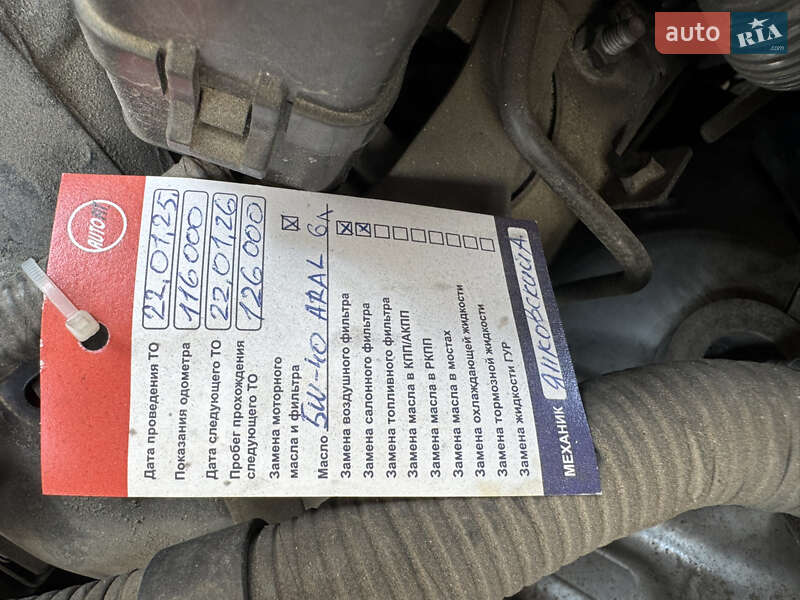 auto RIA .com
AUTO
Дата проведения ТО 22.01.25
Показания одометра 116000
Дата следующего ТО 22.01.26
Пробег прохождения
следующего ТО 126000
Замена моторного
масла и фильтра
Масло 5W-40 ARAL 6л
Замена воздушного фильтра
Замена салонного фильтра
Замена топливного фильтра
Замена масла в КПП/АКПП
Замена масла в РКПП
Замена масла в мостах
Замена охлаждающей жидкости
Замена тормозной жидкости
Замена жидкости ГУР
МЕХАНИК